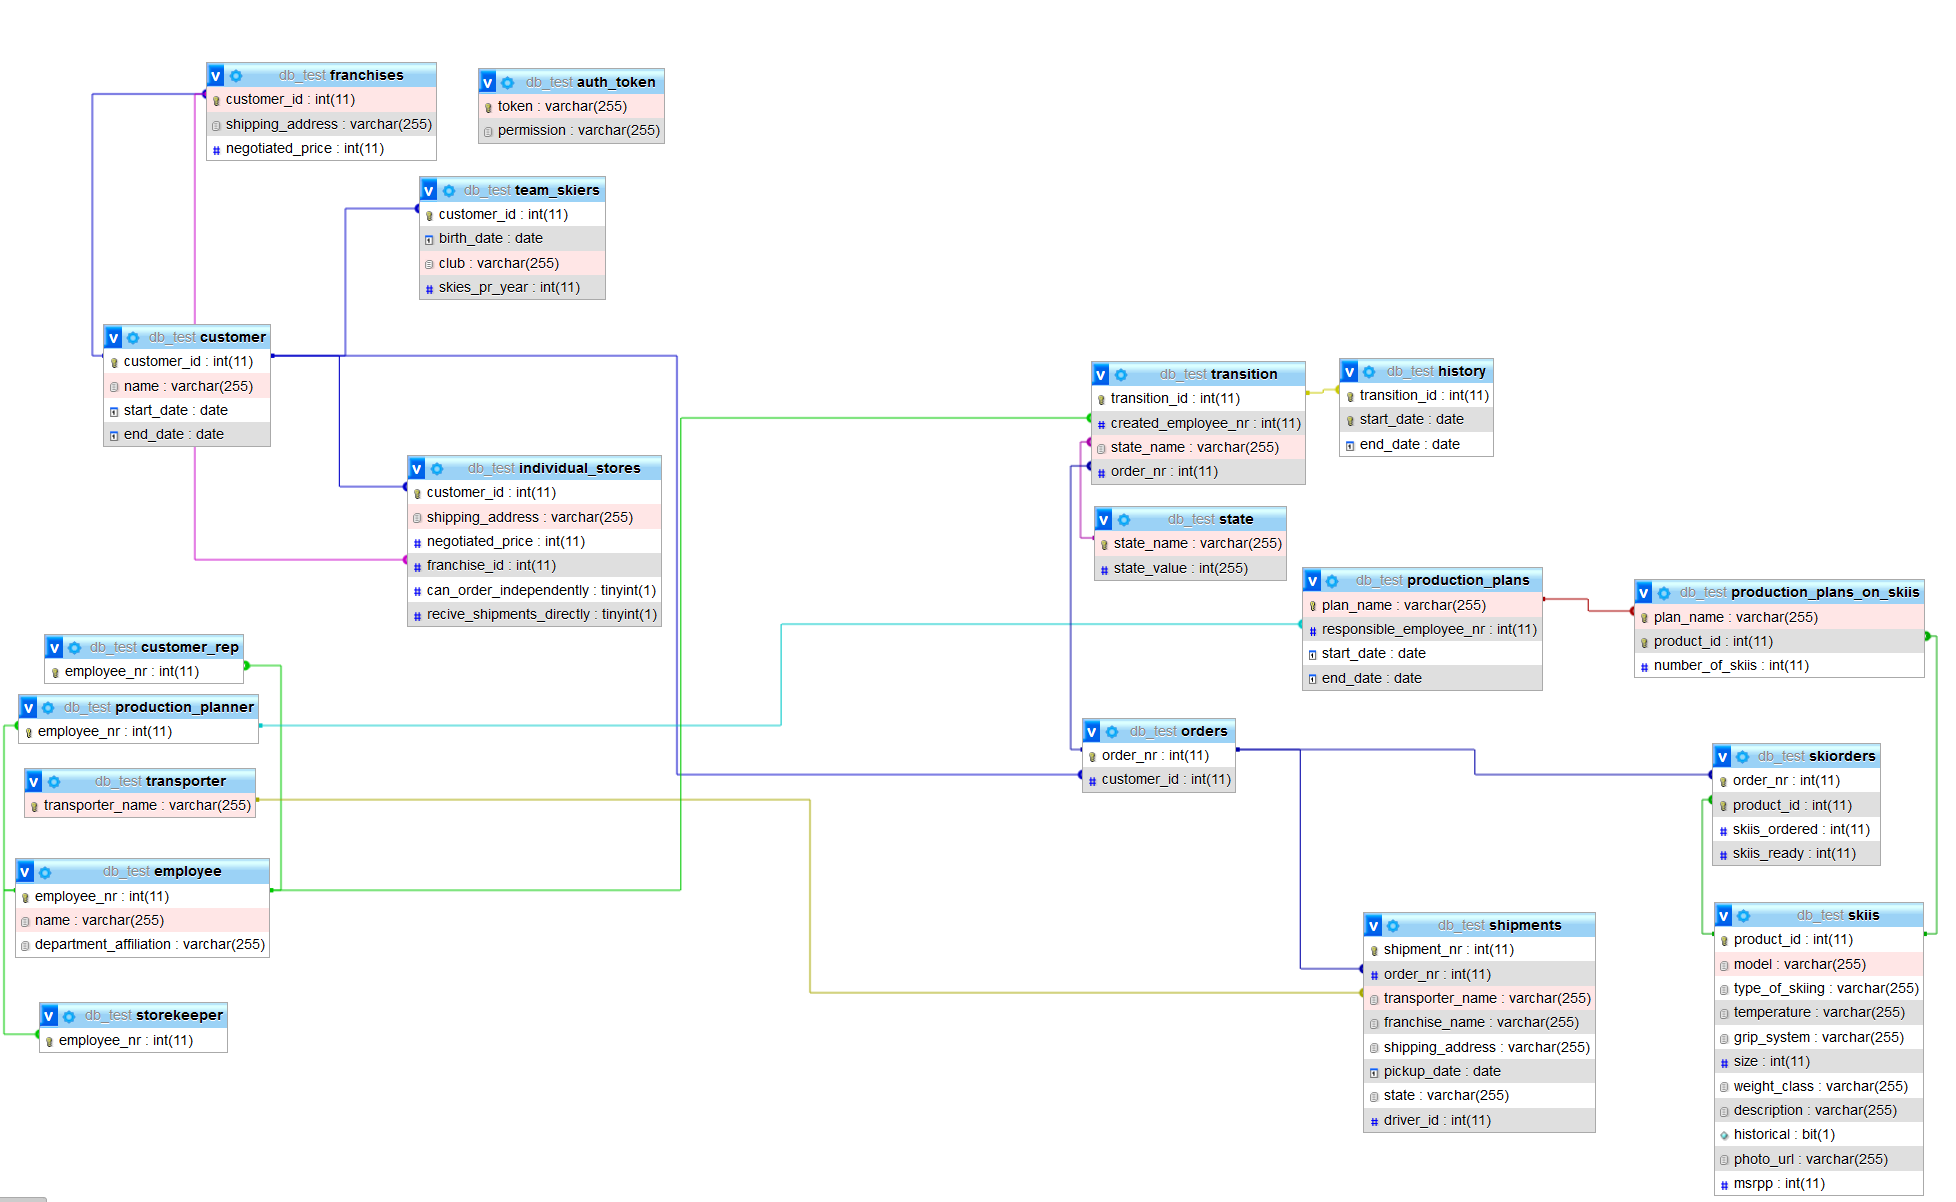 v db_test franchises
customer_id : int(11)
shipping_address : varchar(255)
negotiated_price : int(11)
v db_test auth_token
token : varchar(255)
permission : varchar(255)
v db_test team_skiers
customer_id : int(11)
birth_date : date
club : varchar(255)
skies_pr_year : int(11)
v db_test customer
customer_id : int(11)
name : varchar(255)
start_date : date
end_date : date
v db_test individual_stores
customer_id : int(11)
shipping_address : varchar(255)
negotiated_price : int(11)
franchise_id : int(11)
can_order_independently : tinyint(1)
recive_shipments_directly : tinyint(1)
v db_test transition
transition_id : int(11)
created_employee_nr : int(11)
state_name : varchar(255)
order_nr : int(11)
v db_test history
transition_id : int(11)
start_date : date
end_date : date
v db_test state
state_name : varchar(255)
state_value : int(255)
v db_test production_plans
plan_name : varchar(255)
responsible_employee_nr : int(11)
start_date : date
end_date : date
v db_test production_plans_on_skiis
plan_name : varchar(255)
product_id : int(11)
number_of_skiis : int(11)
v db_test customer_rep
employee_nr : int(11)
v db_test production_planner
employee_nr : int(11)
v db_test transporter
transporter_name : varchar(255)
v db_test employee
employee_nr : int(11)
name : varchar(255)
department_affiliation : varchar(255)
v db_test storekeeper
employee_nr : int(11)
v db_test orders
order_nr : int(11)
customer_id : int(11)
v db_test skiorders
order_nr : int(11)
product_id : int(11)
skiis_ordered : int(11)
skiis_ready : int(11)
v db_test shipments
shipment_nr : int(11)
order_nr : int(11)
transporter_name : varchar(255)
franchise_name : varchar(255)
shipping_address : varchar(255)
pickup_date : date
state : varchar(255)
driver_id : int(11)
v db_test skiis
product_id : int(11)
model : varchar(255)
type_of_skiing : varchar(255)
temperature : varchar(255)
grip_system : varchar(255)
size : int(11)
weight_class : varchar(255)
description : varchar(255)
historical : bit(1)
photo_url : varchar(255)
msrpp : int(11)